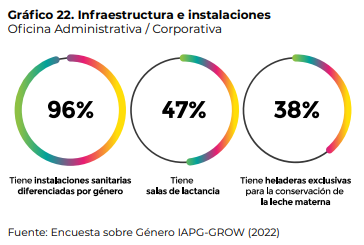 Gráfico 22. Infraestructura e instalaciones
Oficina Administrativa / Corporativa
96%
Tiene instalaciones sanitarias
diferenciadas por género
47%
Tiene
salas de lactancia
38%
Tiene heladeras exclusivas
para la conservación de
la leche materna
Fuente: Encuesta sobre Género IAPG-GROW (2022)